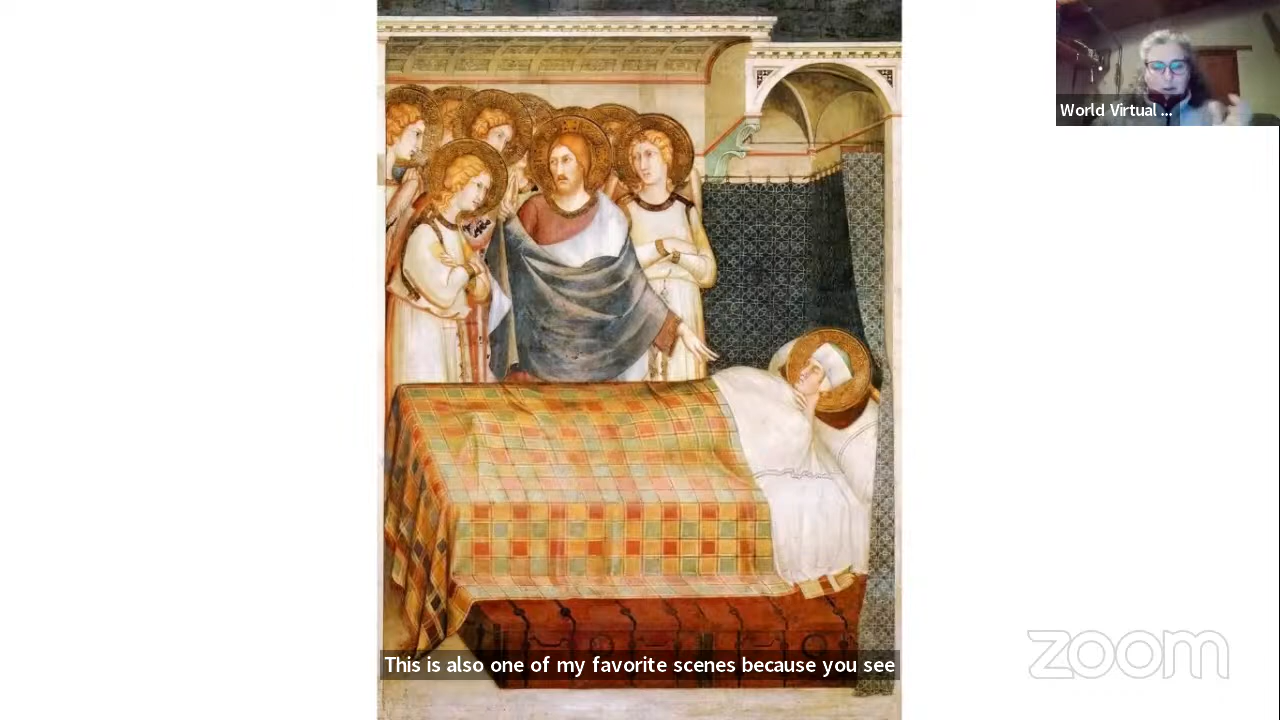 World Virtual ...
This is also one of my favorite scenes because you see
zoom